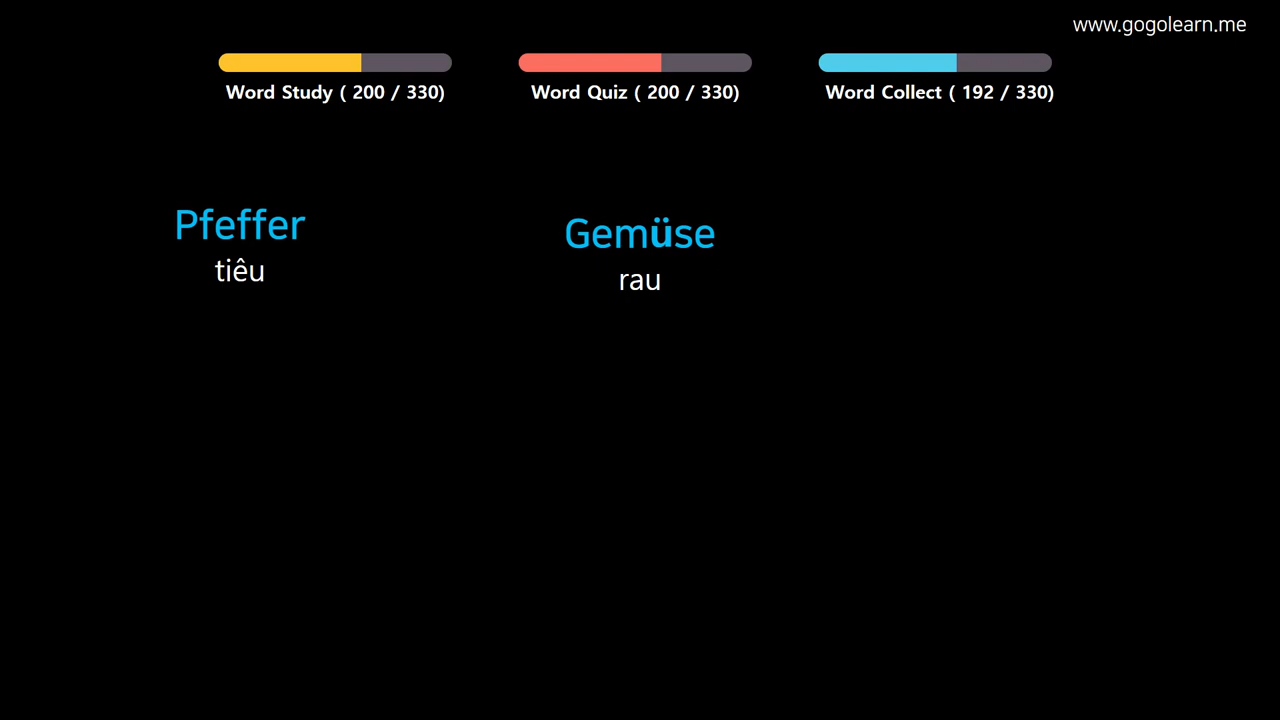 www.gogolearn.me
Word Study ( 200 / 330)
Word Quiz ( 200 / 330)
Word Collect ( 192 / 330)
Pfeffer
tiêu
Gemüse
rau